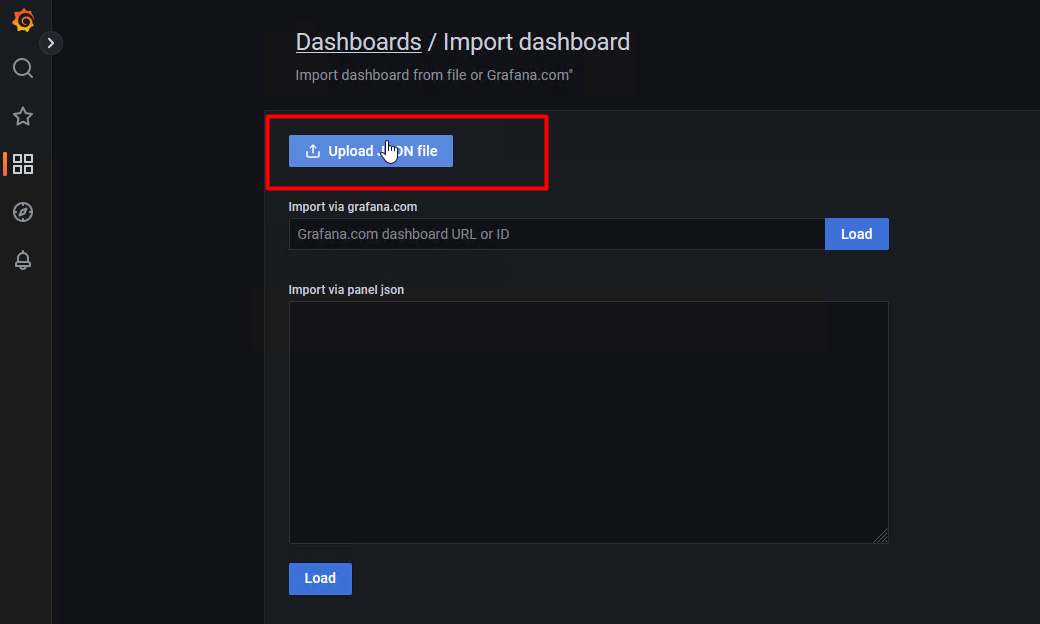 Dashboards / Import dashboard
Import dashboard from file or Grafana.com"
Upload JSON file
Import via grafana.com
Grafana.com dashboard URL or ID
Load
Import via panel json
Load